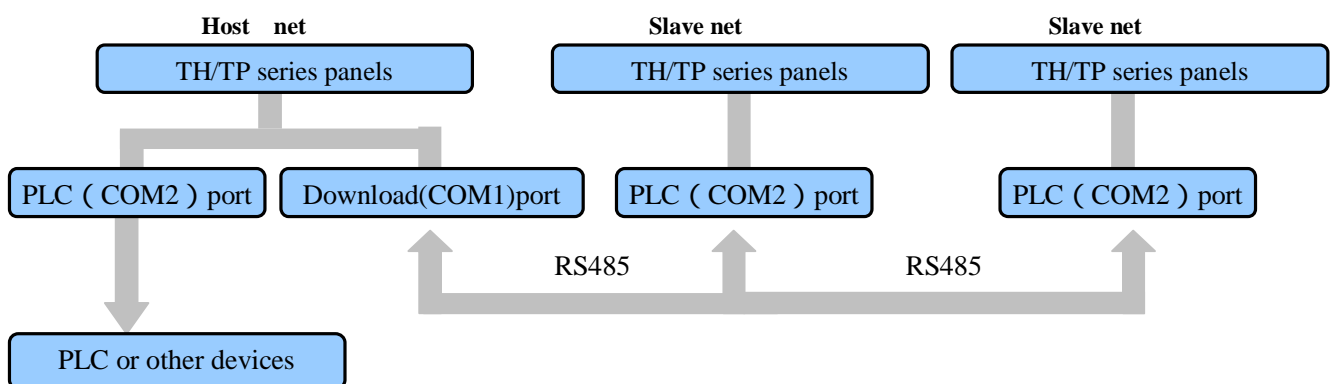 Host net
Slave net
Slave net
TH/TP series panels
TH/TP series panels
TH/TP series panels
PLC ( COM2 ) port
Download(COM1)port
PLC ( COM2 ) port
PLC ( COM2 ) port
RS485
RS485
PLC or other devices